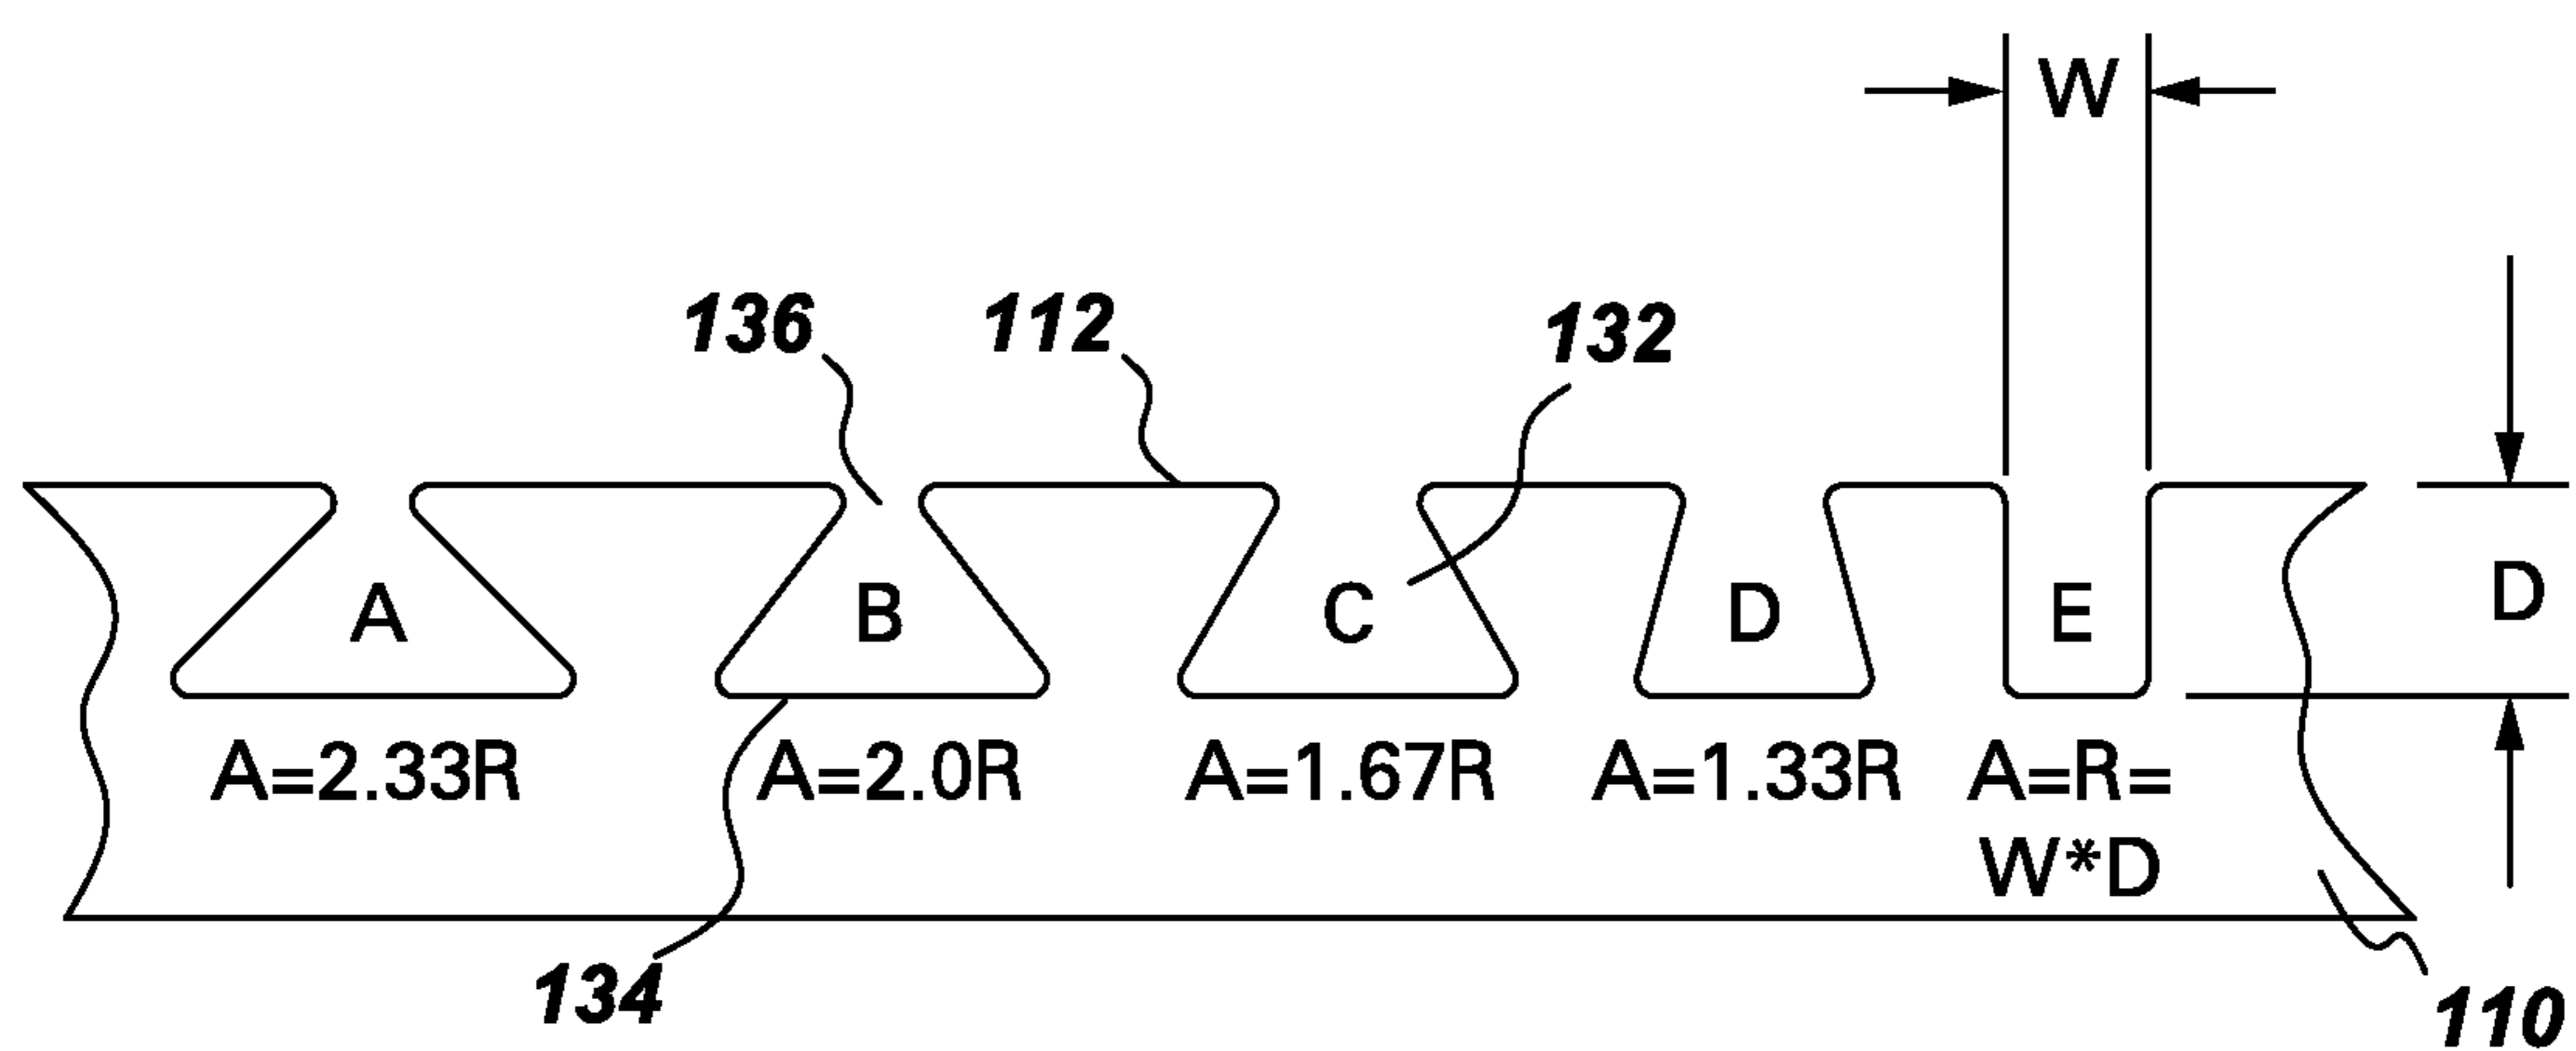 W
136 112 132
A B C D E D
A=2.33R A=2.0R A=1.67R A=1.33R A=R=
W*D
134 110